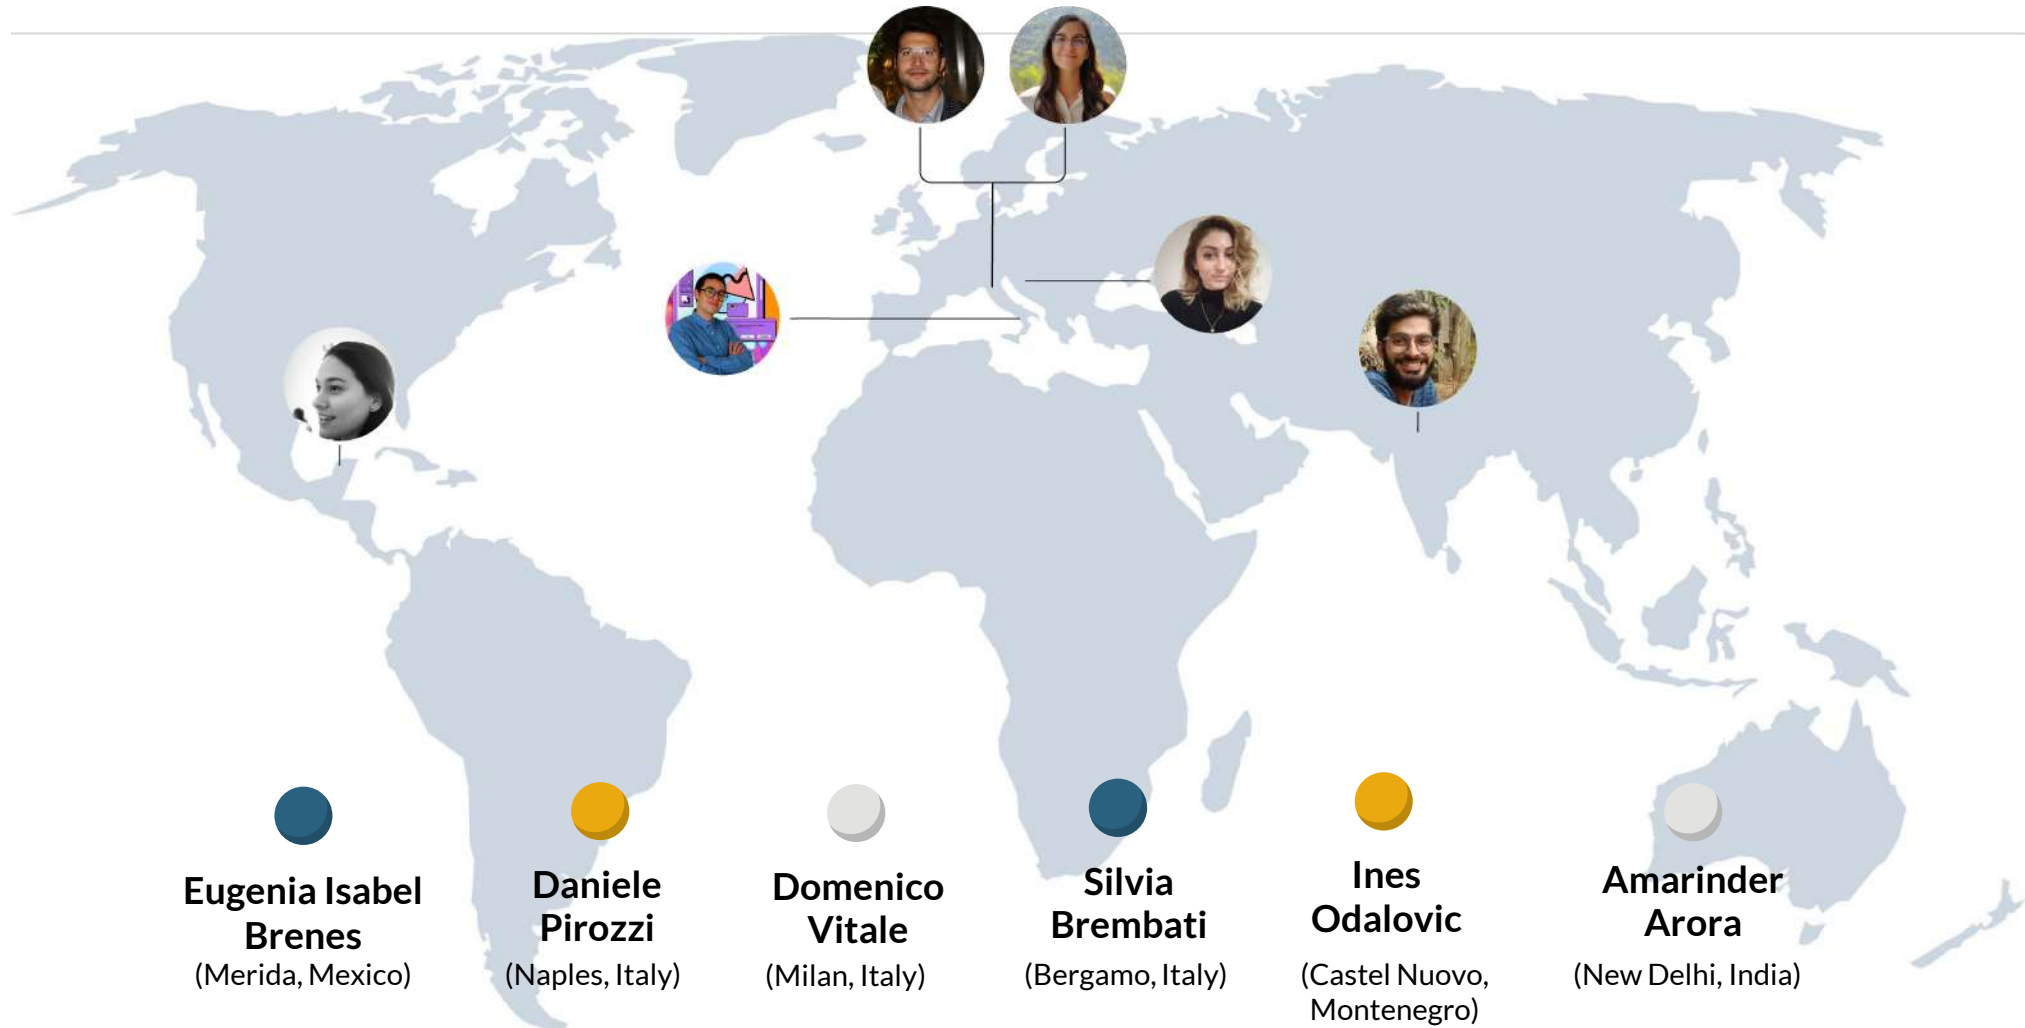 Eugenia Isabel
Brenes
(Merida, Mexico)
Daniele
Pirozzi
(Naples, Italy)
Domenico
Vitale
(Milan, Italy)
Silvia
Brembati
(Bergamo, Italy)
Ines
Odalovic
(Castel Nuovo,
Montenegro)
Amarinder
Arora
(New Delhi, India)